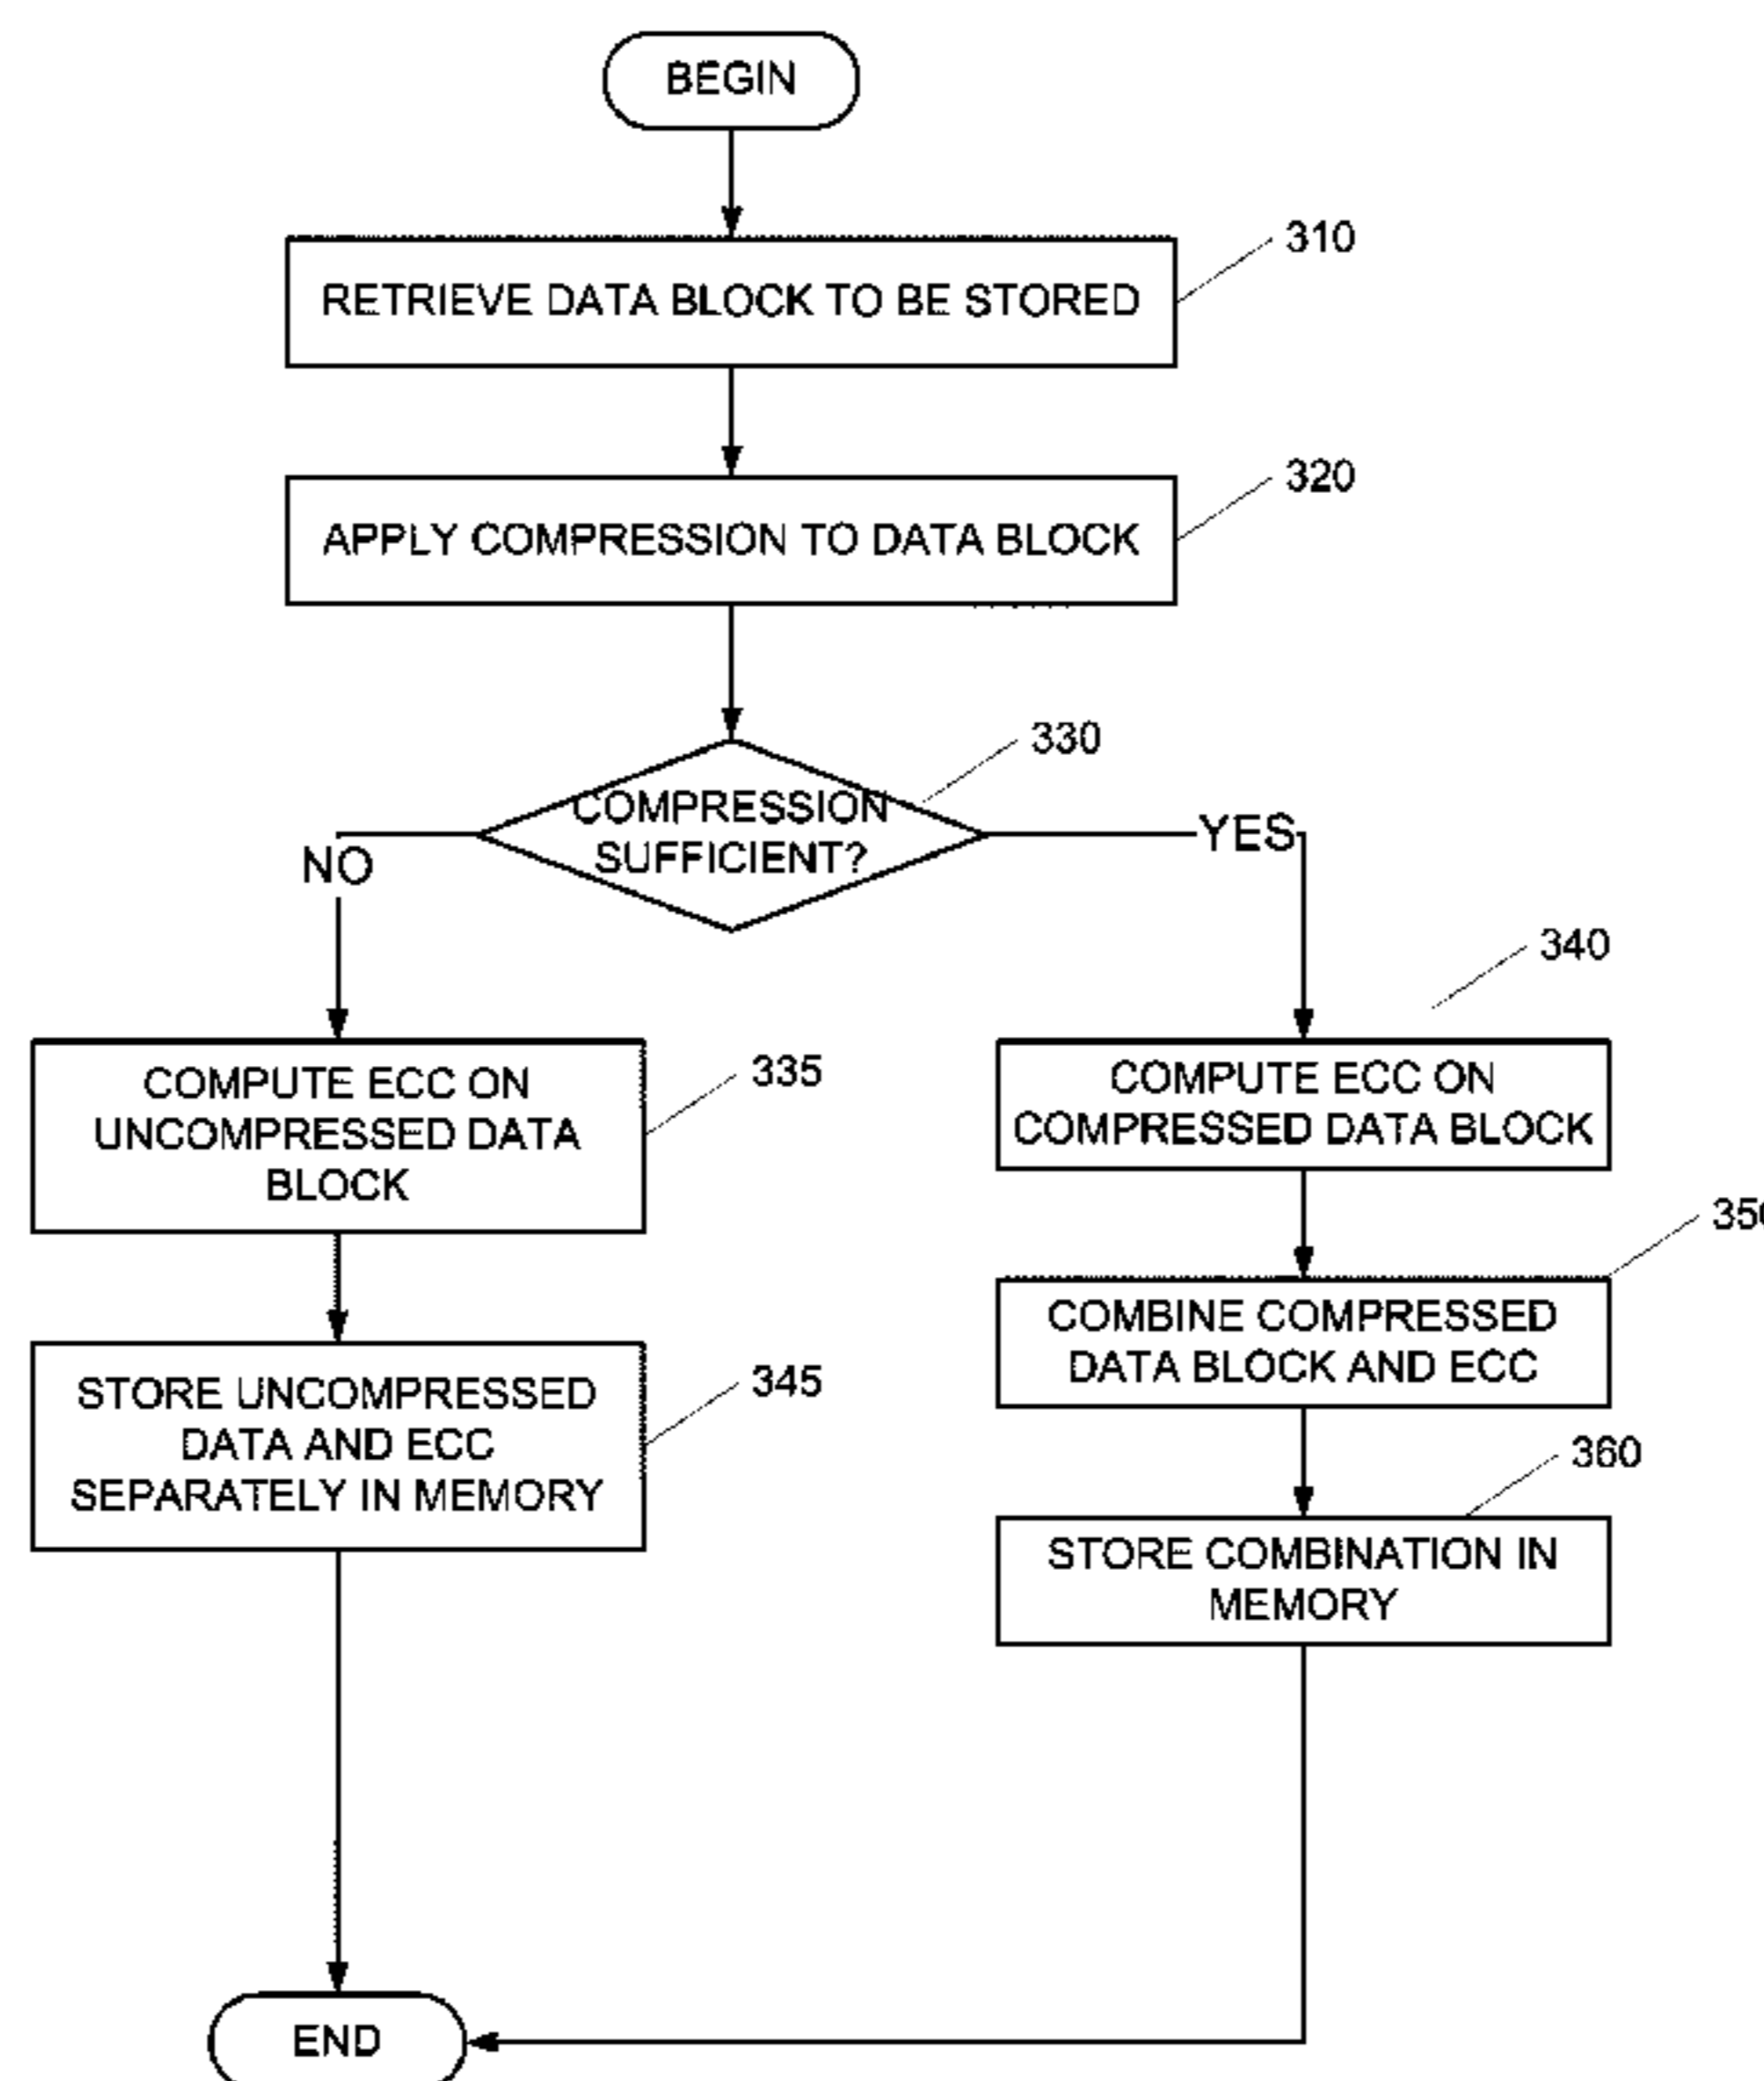 BEGIN
310
RETRIEVE DATA BLOCK TO BE STORED
320
APPLY COMPRESSION TO DATA BLOCK
330
COMPRESSION
SUFFICIENT?
NO
YES
335
COMPUTE ECC ON
UNCOMPRESSED DATA
BLOCK
345
STORE UNCOMPRESSED
DATA AND ECC
SEPARATELY IN MEMORY
340
COMPUTE ECC ON
COMPRESSED DATA BLOCK
350
COMBINE COMPRESSED
DATA BLOCK AND ECC
360
STORE COMBINATION IN
MEMORY
END